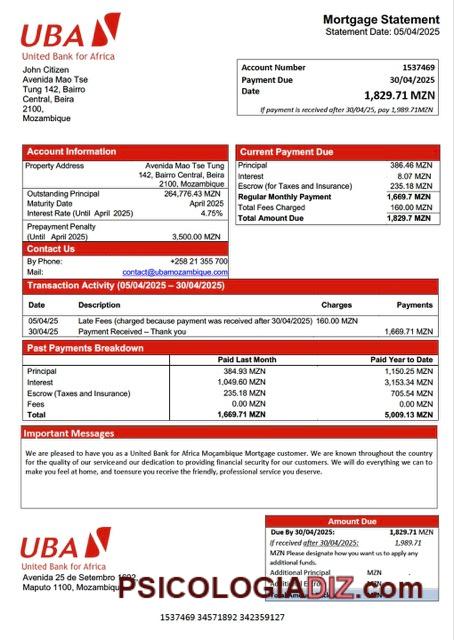 UBA
United Bank for Africa
Mortgage Statement
Statement Date: 05/04/2025
John Citizen
Avenida Mao Tse
Tung 142, Bairro
Central, Beira
2100,
Mozambique
Account Number 1537469
Payment Due 30/04/2025
Date 1,829.71 MZN
If payment is received after 30/04/25, pay 1,989.71MZN
Account Information
Property Address Avenida Mao Tse Tung
142, Bairro Central, Beira
2100, Mozambique
Outstanding Principal 264,776.43 MZN
Maturity Date April 2025
Interest Rate (Until April 2025) 4.75%
Prepayment Penalty
(Until April 2025) 3,500.00 MZN
Contact Us
By Phone: +258 21 355 700
Mail: contact@ubamozambique.com
Current Payment Due
Principal 386.46 MZN
Interest 8.07 MZN
Escrow (for Taxes and Insurance) 235.18 MZN
Regular Monthly Payment 1,669.7 MZN
Total Fees Charged 160.00 MZN
Total Amount Due 1,829.7 MZN
Transaction Activity (05/04/2025 – 30/04/2025)
Date Description Charges Payments
05/04/25 Late Fees (charged because payment was received after 30/04/2025) 160.00 MZN
30/04/25 Payment Received – Thank you 1,669.71 MZN
Past Payments Breakdown
Paid Last Month Paid Year to Date
Principal 384.93 MZN 1,150.25 MZN
Interest 1,049.60 MZN 3,153.34 MZN
Escrow (Taxes and Insurance) 235.18 MZN 705.54 MZN
Fees 0.00 MZN 0.00 MZN
Total 1,669.71 MZN 5,009.13 MZN
Important Messages
We are pleased to have you as a United Bank for Africa Moçambique Mortgage customer. We are known throughout the country
for the quality of our serviceand our dedication to providing financial security for our customers. We will do everything we can to
make you feel at home, and toensure you receive the friendly, professional service you deserve.
UBA
United Bank for Africa
Avenida 25 de Setembro 1092
Maputo 1100, Mozambique
Amount Due
Due By 30/04/2025: 1,829.71 MZN
If received after 30/04/2025: 1,989.71
MZN Please designate how you want us to apply any
additional funds.
Additional Principal MZN .
Additional MZN
PSICOLOGIADIZ.com
1537469 34571892 342359127